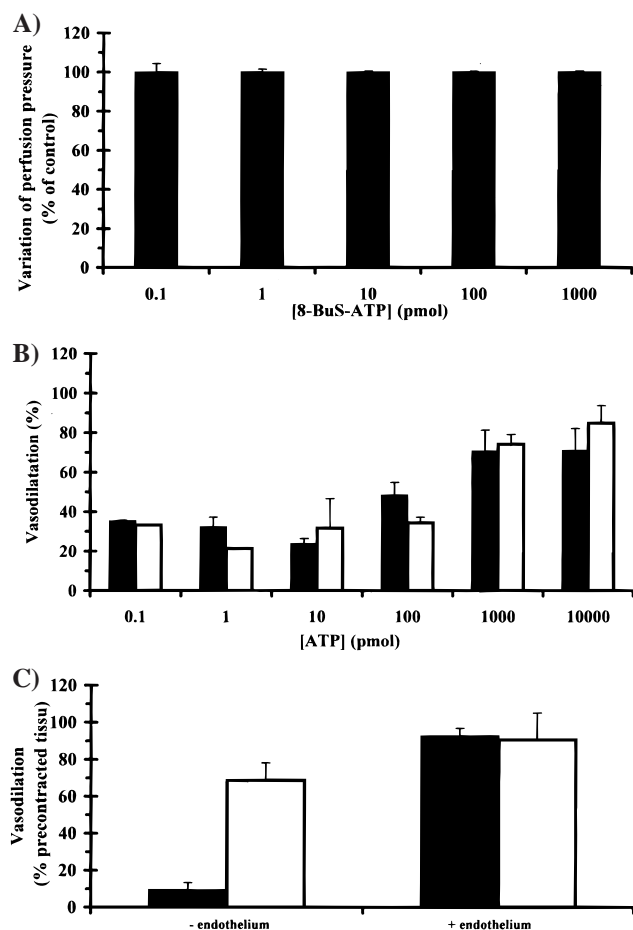 A)
Variation of perfusion pressure
(% of control)
120
100
80
60
40
20
0
0.1 1 10 100 1000
[8-BuS-ATP] (pmol)
B)
Vasodilatation (%)
120
100
80
60
40
20
0
0.1 1 10 100 1000 10000
[ATP] (pmol)
C)
Vasodilation
(% precontracted tissu)
120
100
80
60
40
20
0
- endothelium + endothelium